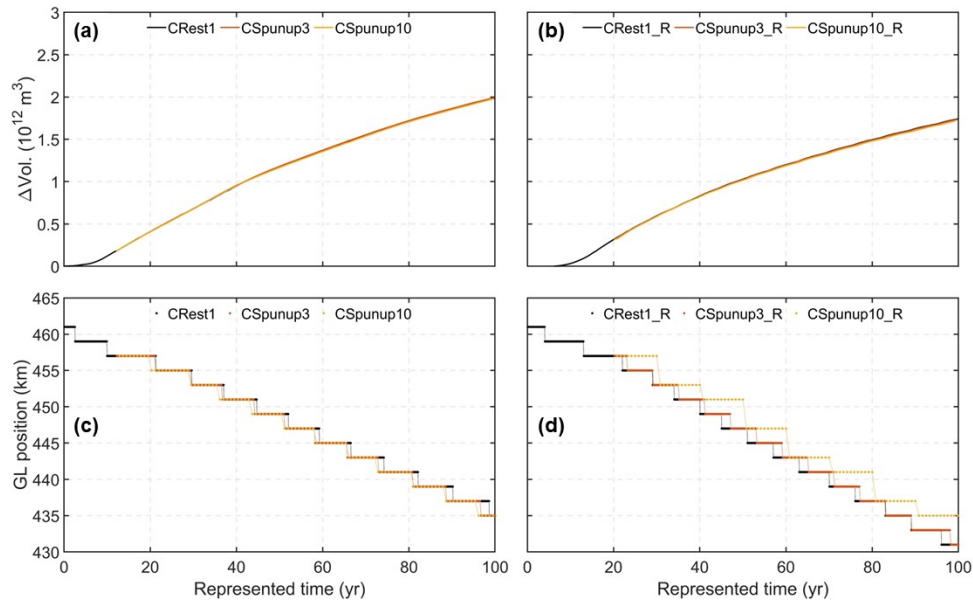 (a)
CRest1 CSpunup3 CSpunup10
3
2.5
2
1.5
1
0.5
0
ΔVol. (10¹² m³)
(b)
CRest1_R CSpunup3_R CSpunup10_R
465
460
455
450
445
440
435
430
GL position (km)
CRest1 CSpunup3 CSpunup10
(c)
0 20 40 60 80 100
Represented time (yr)
CRest1_R CSpunup3_R CSpunup10_R
(d)
0 20 40 60 80 100
Represented time (yr)